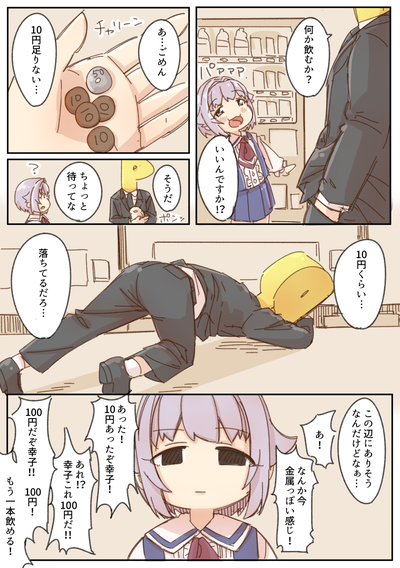 何か飲むか？
パァァァ
いいんですか!?
チャリーン
あ…ごめん
10円足りない…
そうだ
ちょっと
待ってな
?
ポンッ
10円くらい…
落ちてるだろ…
この辺にありそう
なんだけどなぁ…
あ！
なんか今
金属っぽい感じ！
あった！
10円あったぞ幸子！
あれ!?
幸子これ100円だ!!
100円だぞ幸子!!
100円！
もう一本飲める！